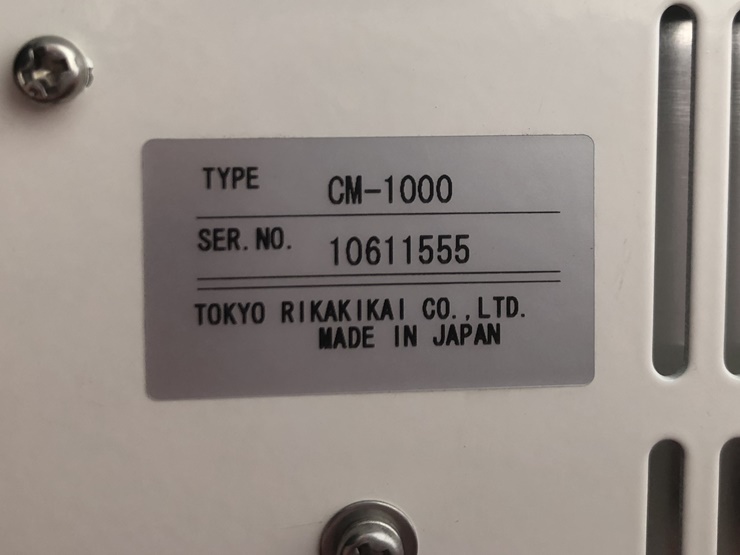 TYPE CM-1000
SER. NO. 10611555
TOKYO RIKAKIKAI CO., LTD.
MADE IN JAPAN